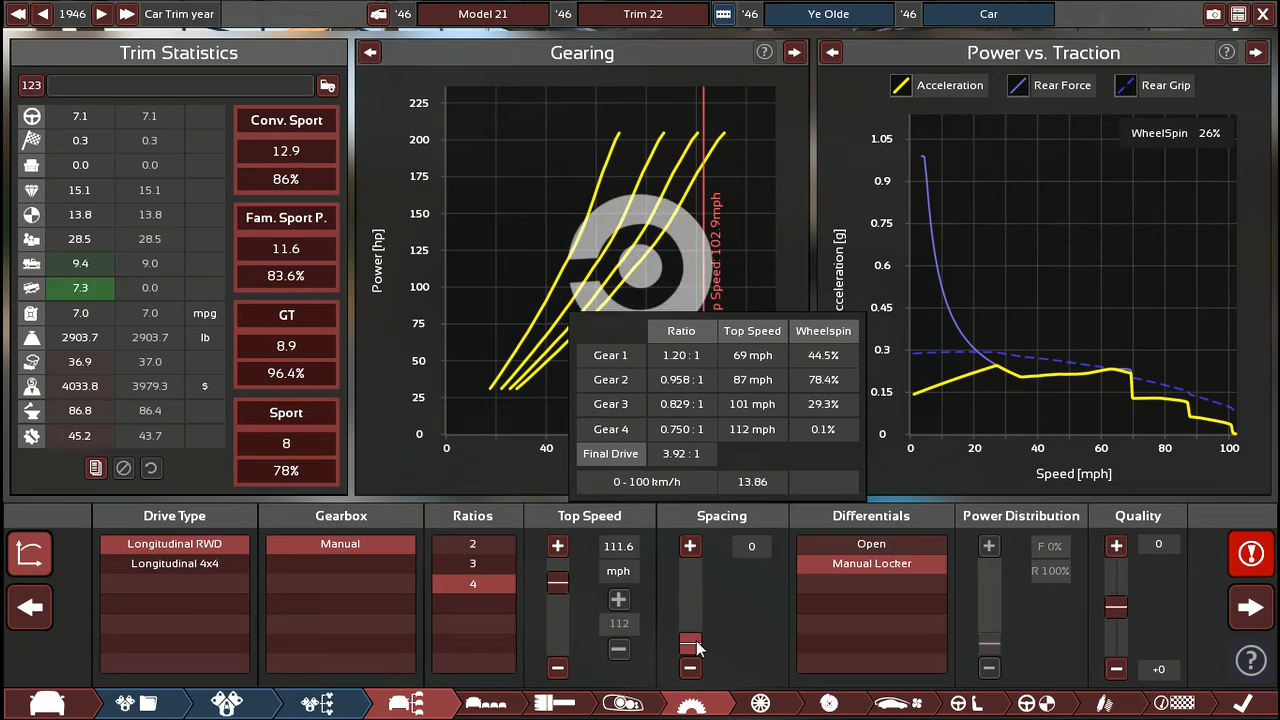 1946 Car Trim year '46 Model 21 '46 Trim 22 '46 Ye Olde '46 Car
Trim Statistics
123
7.1 7.1
0.3 0.3
0.0 0.0
15.1 15.1
13.8 13.8
28.5 28.5
9.4 9.0
7.3 0.0
7.0 7.0 mpg
2903.7 2903.7 lb
36.9 37.0
4033.8 3979.3 $
86.8 86.4
45.2 43.7
Conv. Sport
12.9
86%
Fam. Sport P.
11.6
83.6%
GT
8.9
96.4%
Sport
8
78%
Gearing
?
Power [hp]
225
200
175
150
125
100
75
50
25
0
0 40
p Speed: 102.9mph
Ratio Top Speed Wheelspin
Gear 1 1.20 : 1 69 mph 44.5%
Gear 2 0.958 : 1 87 mph 78.4%
Gear 3 0.829 : 1 101 mph 29.3%
Gear 4 0.750 : 1 112 mph 0.1%
Final Drive 3.92 : 1
0 - 100 km/h 13.86
Power vs. Traction
?
Acceleration Rear Force Rear Grip
WheelSpin 26%
cceleration [g]
1.05
0.9
0.75
0.6
0.45
0.3
0.15
0
0 20 40 60 80 100
Speed [mph]
Drive Type
Longitudinal RWD
Longitudinal 4x4
Gearbox
Manual
Ratios
2
3
4
Top Speed
111.6
mph
112
Spacing
0
Differentials
Open
Manual Locker
Power Distribution
F 0%
R 100%
Quality
0
+0
?